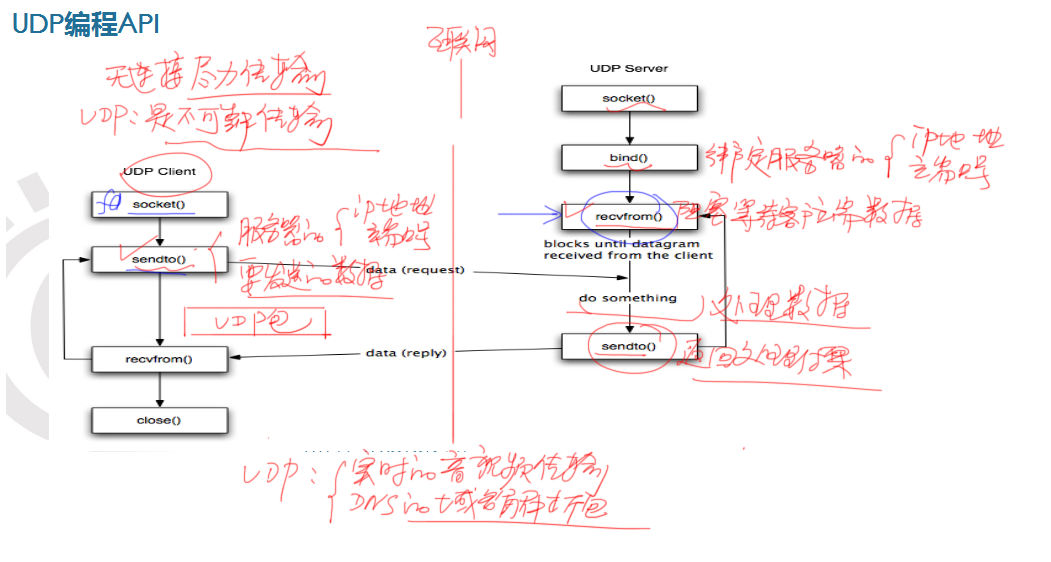 UDP编程API
互联网
无连接尽力传输
UDP:是不可靠传输
UDP Client
socket()
fd
服务器的{ip地址
端口号
sendto()
要发送的数据
data (request)
UDP包
recvfrom()
data (reply)
close()
UDP Server
socket()
bind()
绑定服务器的{ip地址
端口号
recvfrom()
阻塞等待客户端数据
blocks until datagram
received from the client
do something
处理数据
sendto()
返回处理结果
UDP:{实时的音视频传输
DNS的域名解析包